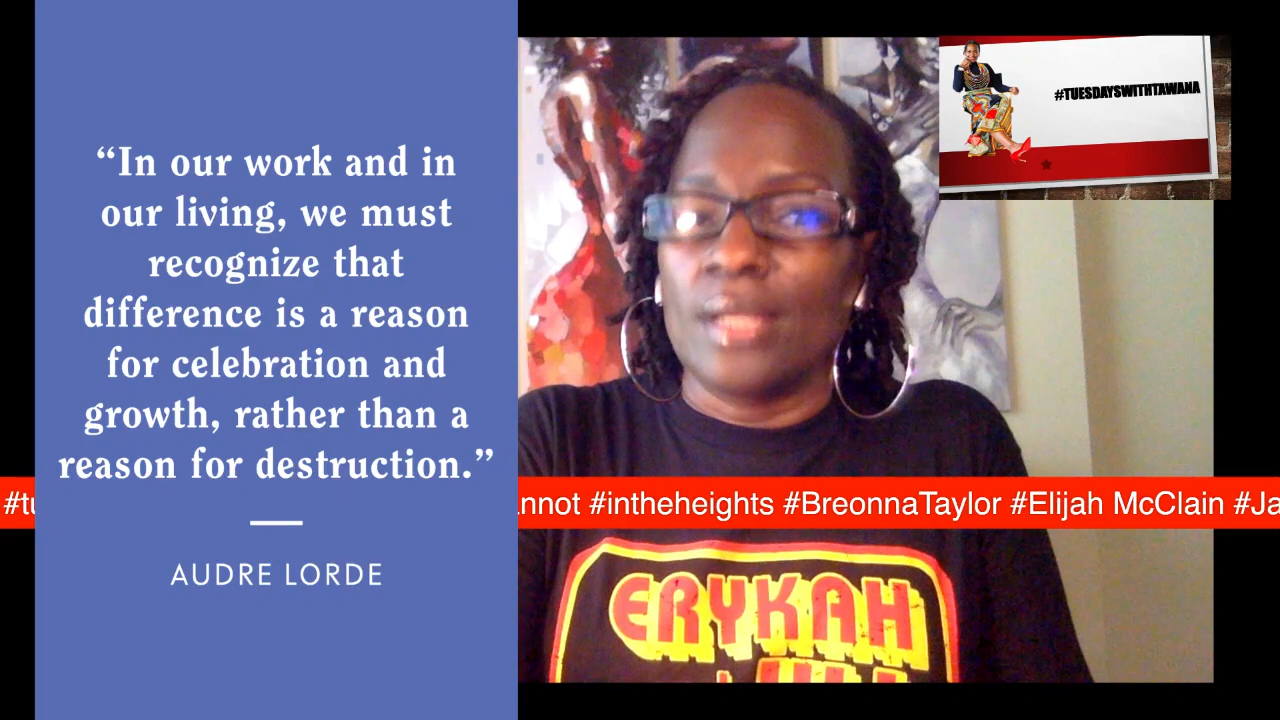 “In our work and in
our living, we must
recognize that
difference is a reason
for celebration and
growth, rather than a
reason for destruction.”
AUDRE LORDE
#TUESDAYSWITHTAWANA
#intheheights #BreonnaTaylor #Elijah McClain
ERYKAH